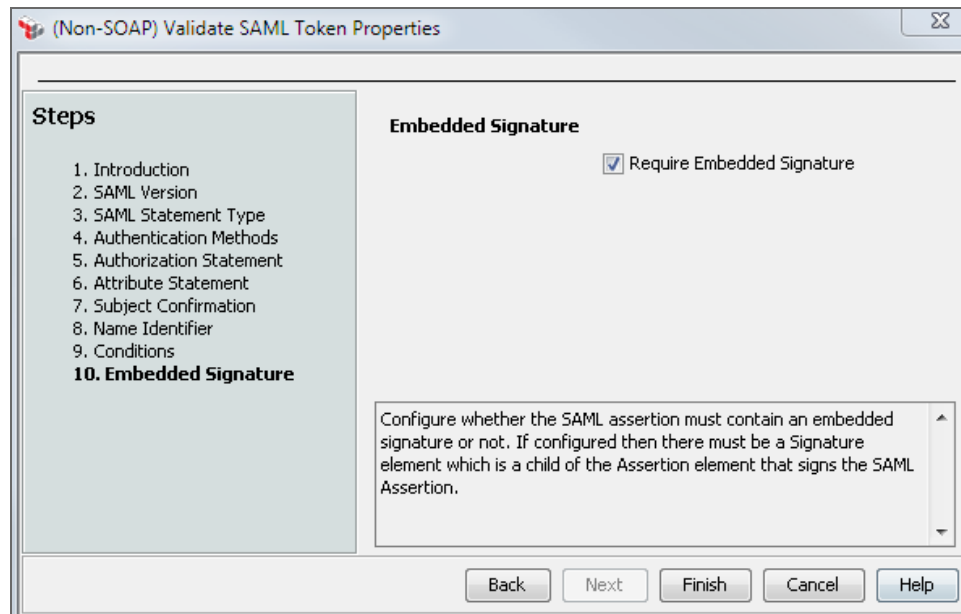 (Non-SOAP) Validate SAML Token Properties
Steps
1. Introduction
2. SAML Version
3. SAML Statement Type
4. Authentication Methods
5. Authorization Statement
6. Attribute Statement
7. Subject Confirmation
8. Name Identifier
9. Conditions
10. Embedded Signature
Embedded Signature
Require Embedded Signature
Configure whether the SAML assertion must contain an embedded
signature or not. If configured then there must be a Signature
element which is a child of the Assertion element that signs the SAML
Assertion.
Back
Next
Finish
Cancel
Help